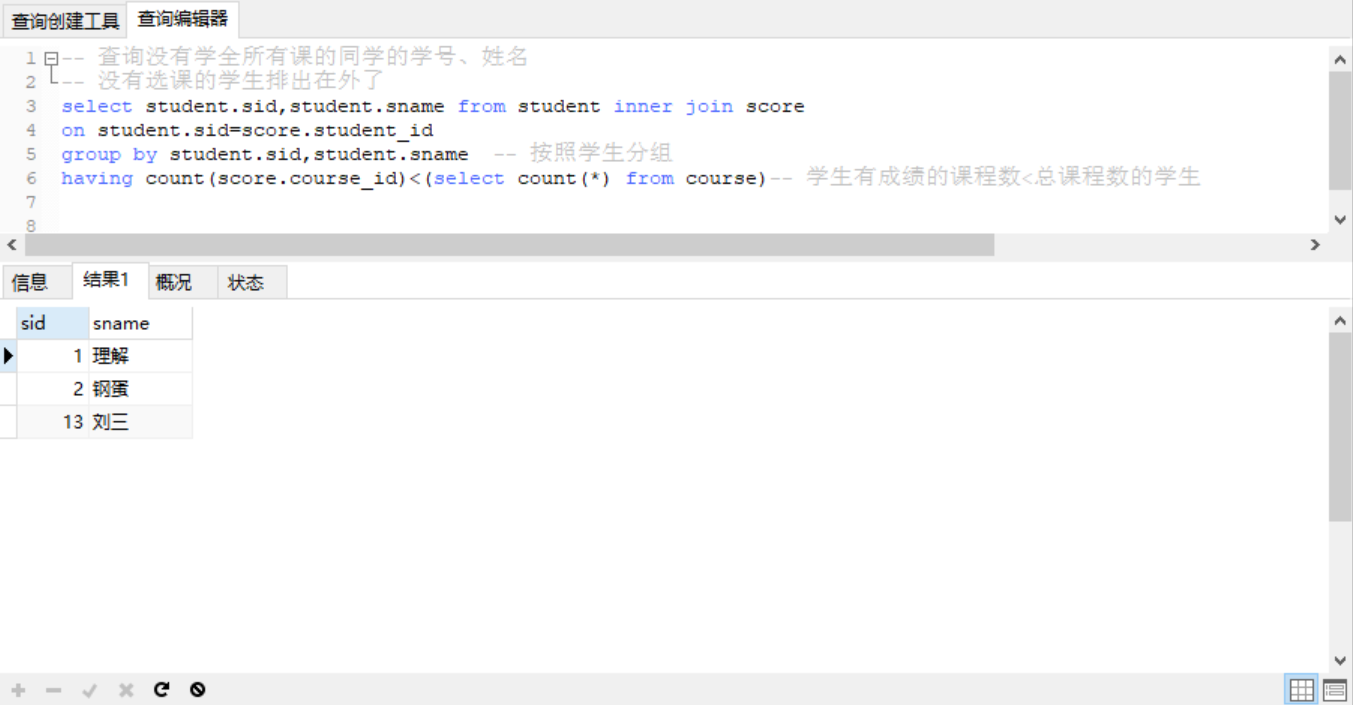 查询创建工具 查询编辑器
1 -- 查询没有学全所有课的同学的学号、姓名
2 -- 没有选课的学生排出在外了
3 select student.sid,student.sname from student inner join score
4 on student.sid=score.student_id
5 group by student.sid,student.sname  -- 按照学生分组
6 having count(score.course_id)<(select count(*) from course)-- 学生有成绩的课程数<总课程数的学生
7
8
信息 结果1 概况 状态
sid sname
1 理解
2 钢蛋
13 刘三